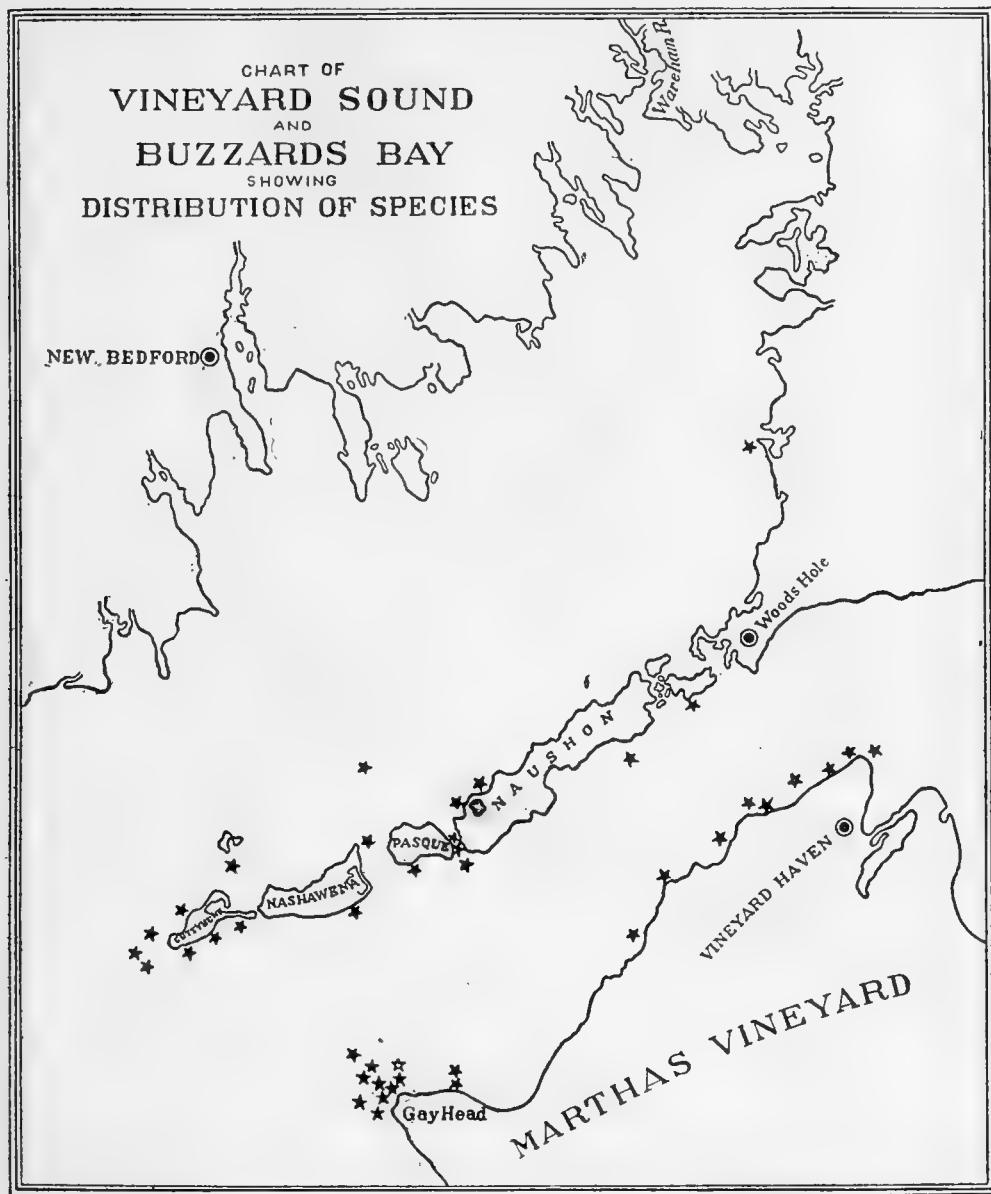 CHART OF
VINEYARD SOUND
AND
BUZZARDS BAY
SHOWING
DISTRIBUTION OF SPECIES
Wareham R.
NEW. BEDFORD
Woods Hole
NAUSHON
PASQUE
NASHAWENA
CUTTYHUNK
VINEYARD HAVEN
MARTHAS VINEYARD
Gay Head